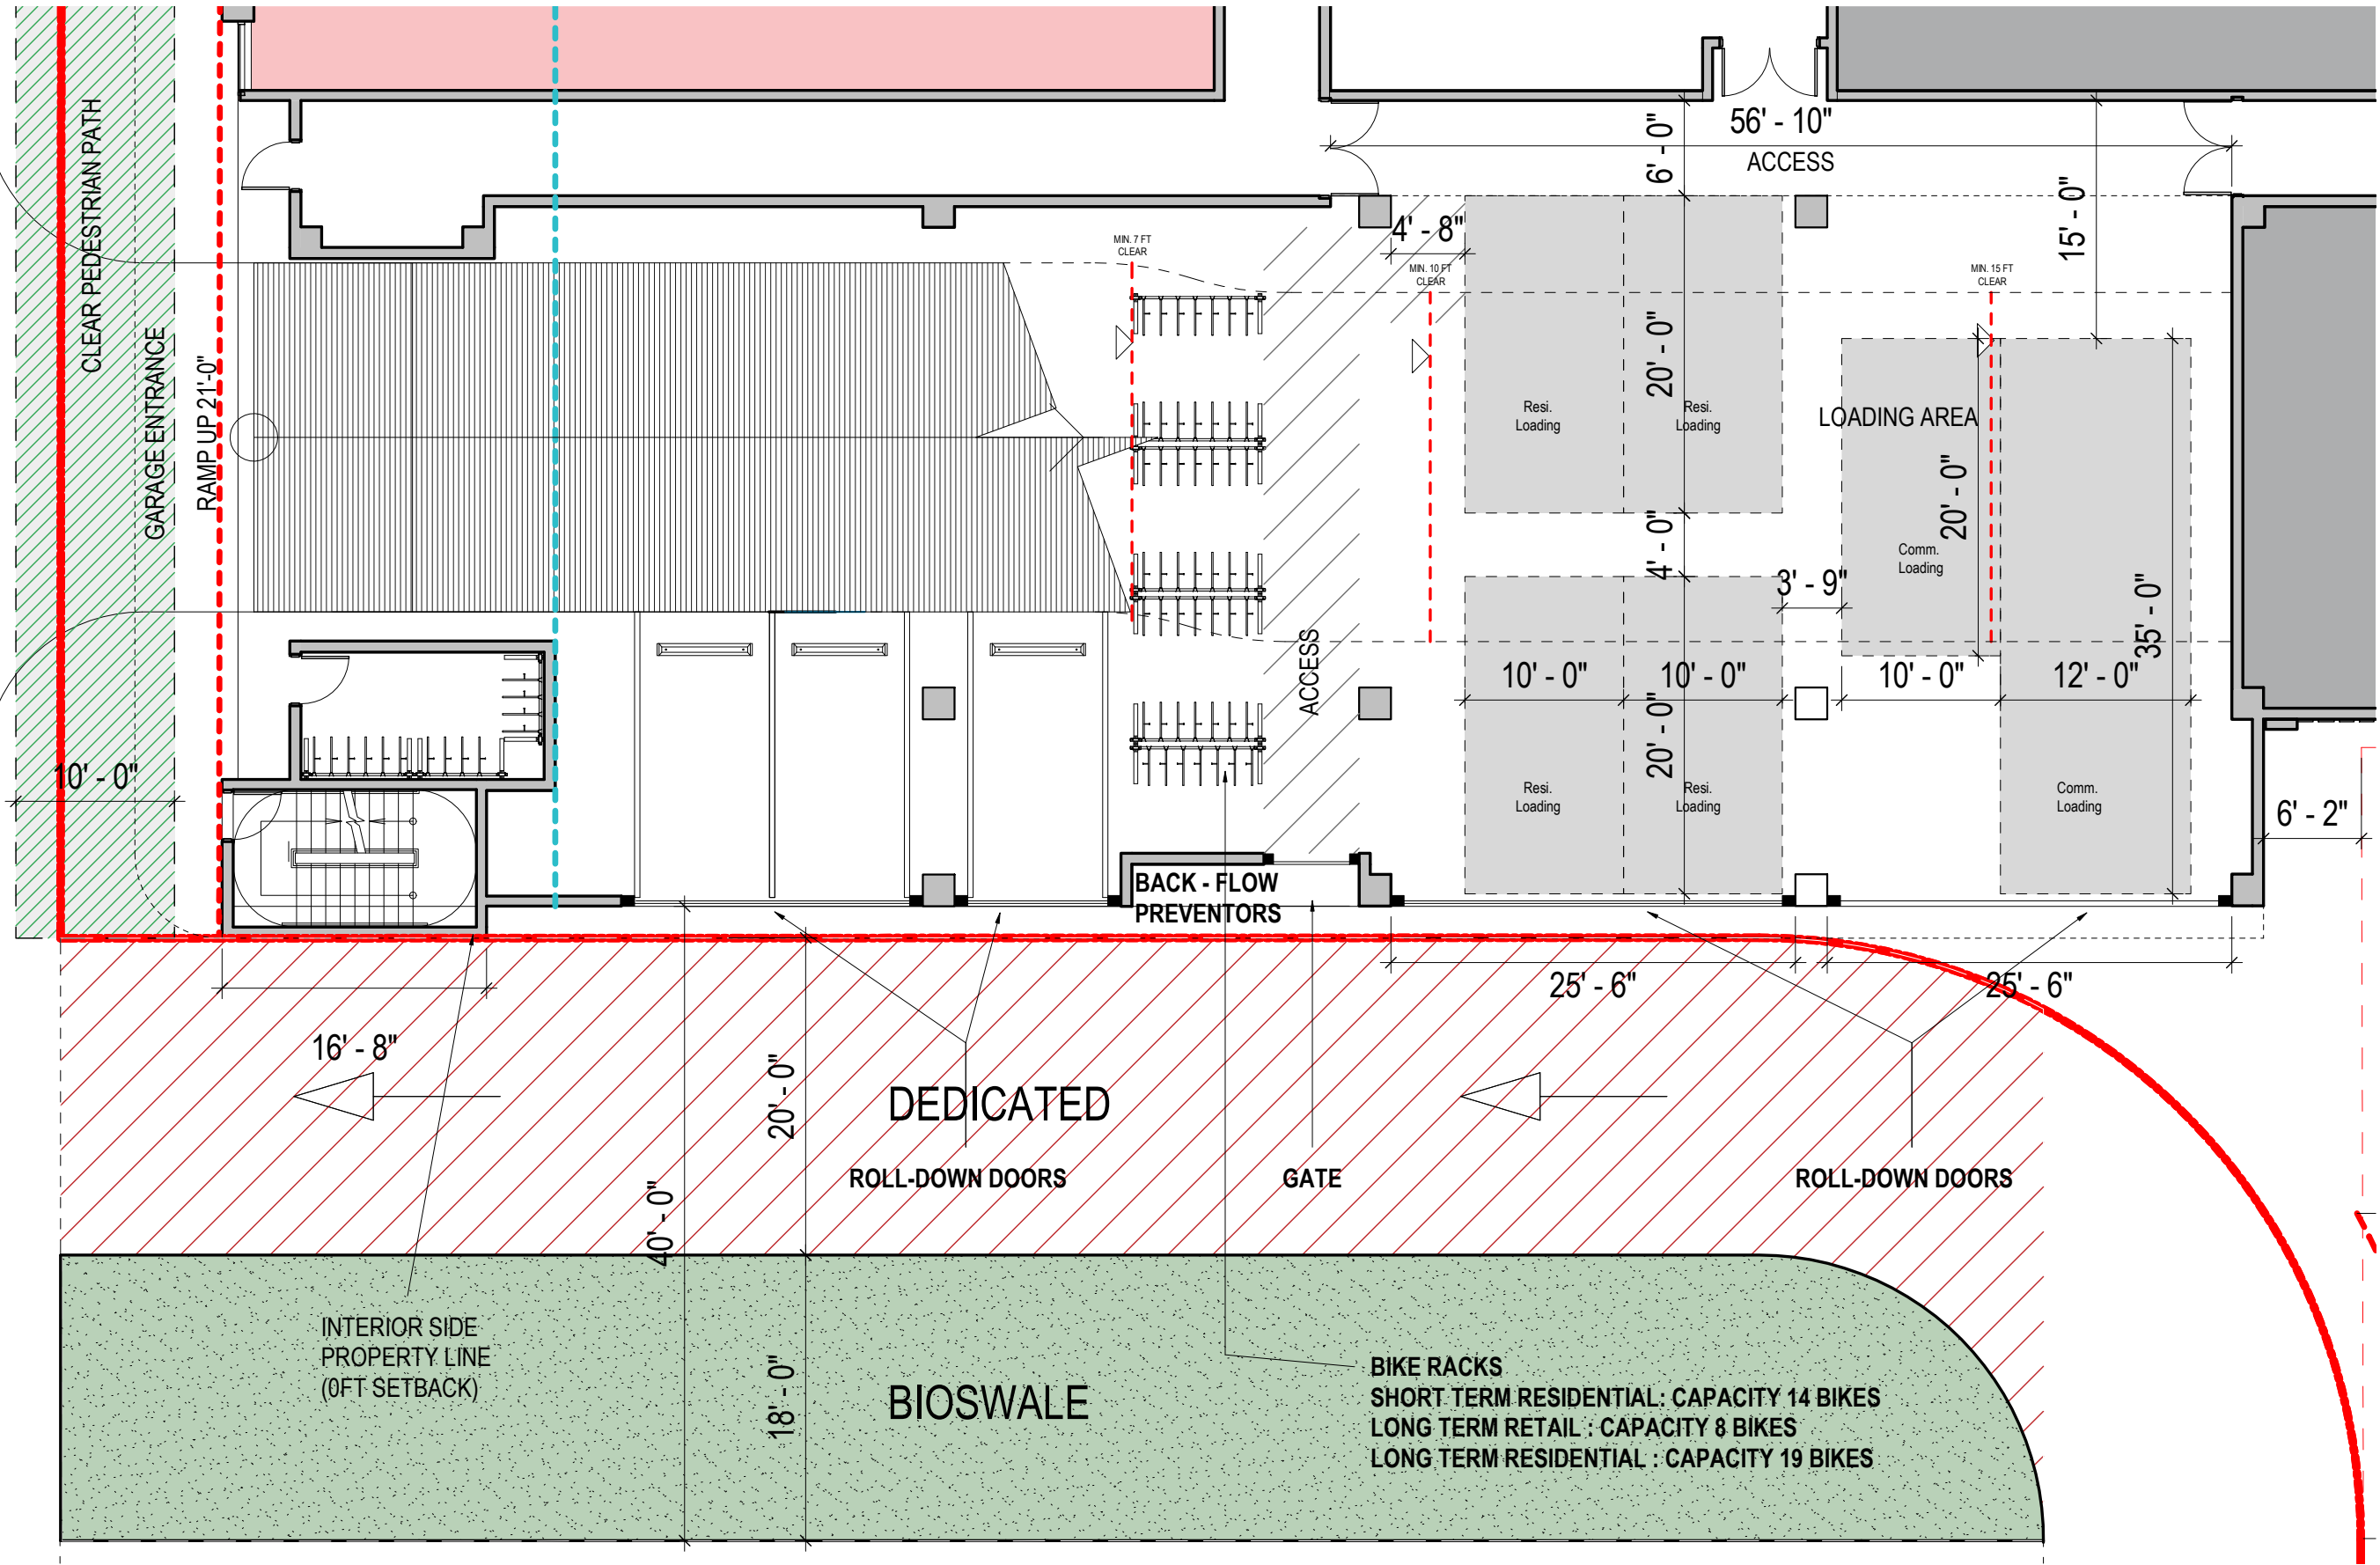 56' - 10"
ACCESS
6' - 0"
CLEAR PEDESTRIAN PATH
15' - 0"
4' - 8"
MIN. 7 FT
CLEAR
MIN. 10 FT
CLEAR
MIN. 15 FT
CLEAR
GARAGE ENTRANCE
RAMP UP 21'-0"
20' - 0"
Resi.
Loading
Resi.
Loading
LOADING AREA
20' - 0"
Comm.
Loading
4' - 0"
3' - 9"
35' - 0"
ACCESS
10' - 0"
10' - 0"
10' - 0"
12' - 0"
20' - 0"
10' - 0"
Resi.
Loading
Resi.
Loading
Comm.
Loading
6' - 2"
BACK - FLOW
PREVENTORS
25' - 6"
25' - 6"
16' - 8"
20' - 0"
DEDICATED
ROLL-DOWN DOORS
GATE
ROLL-DOWN DOORS
40' - 0"
INTERIOR SIDE
PROPERTY LINE
(0FT SETBACK)
18' - 0"
BIOSWALE
BIKE RACKS
SHORT TERM RESIDENTIAL: CAPACITY 14 BIKES
LONG TERM RETAIL : CAPACITY 8 BIKES
LONG TERM RESIDENTIAL : CAPACITY 19 BIKES